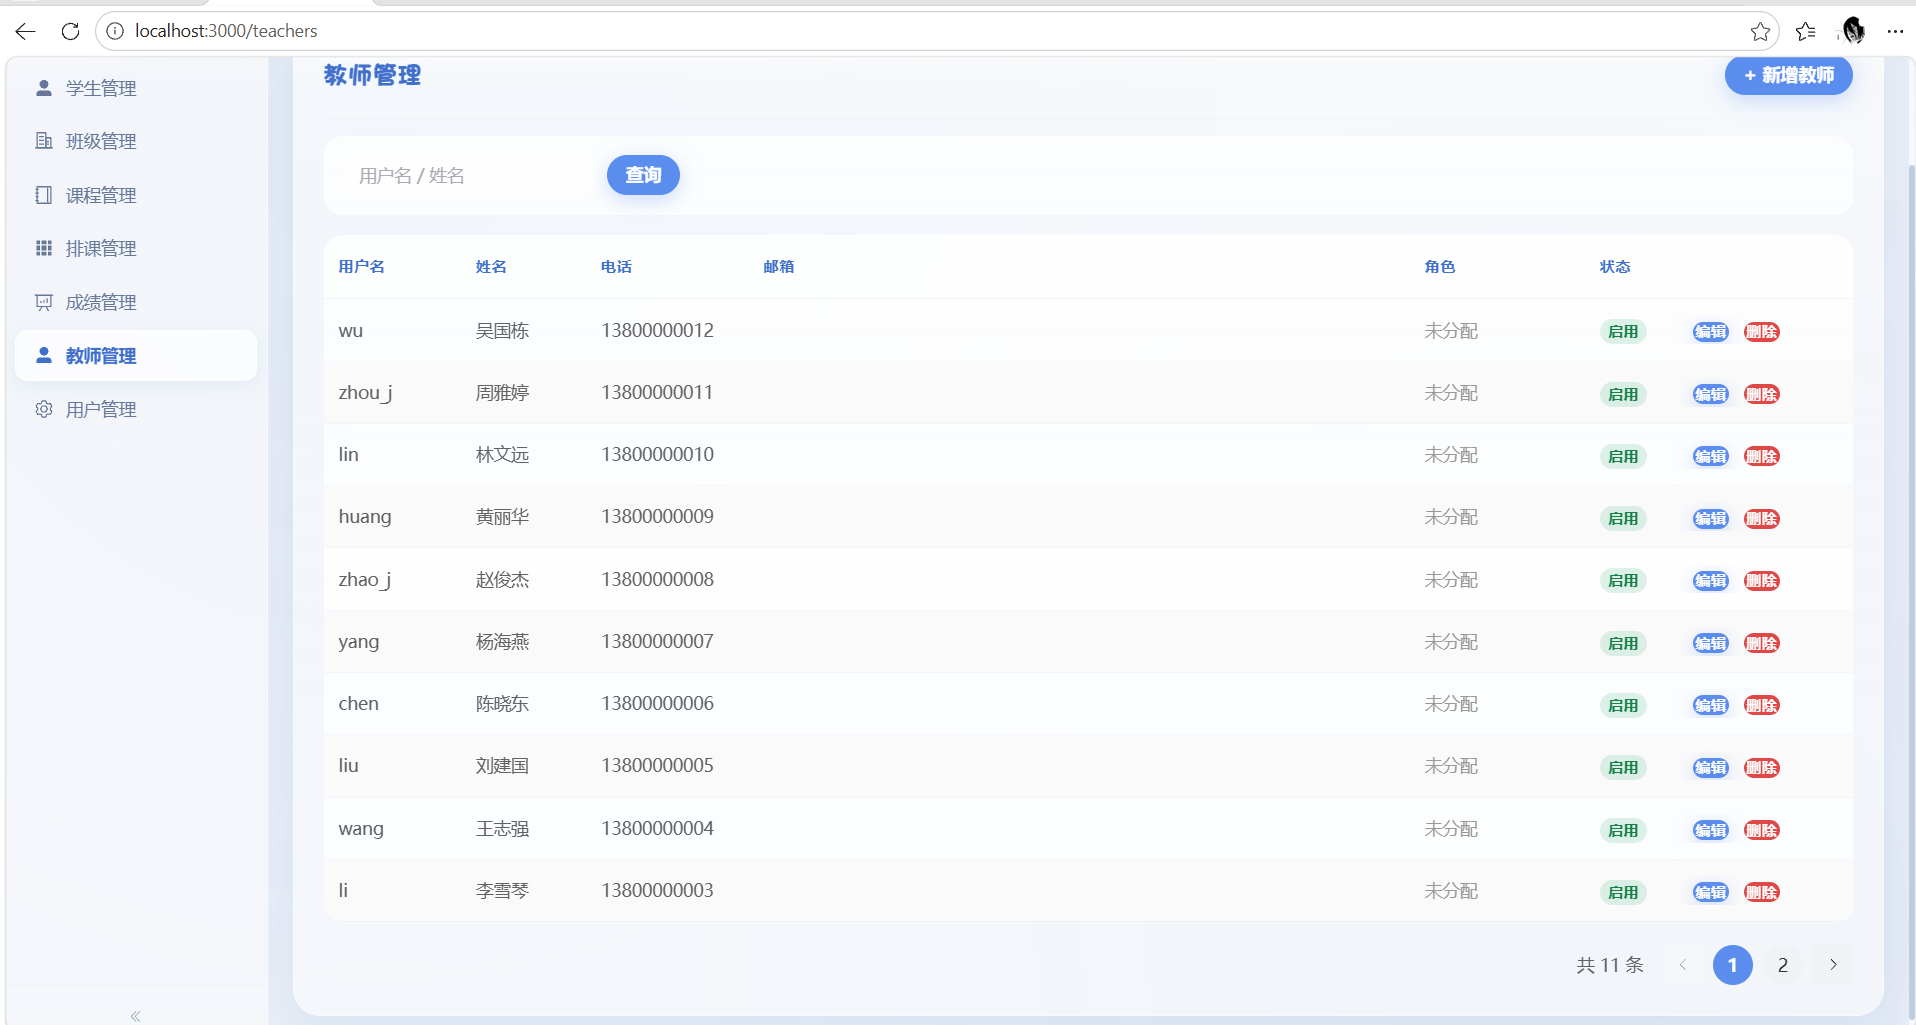 localhost:3000/teachers
学生管理
班级管理
课程管理
排课管理
成绩管理
教师管理
用户管理
教师管理
+ 新增教师
用户名 / 姓名
查询
用户名 姓名 电话 邮箱 角色 状态
wu 吴国栋 13800000012 未分配 启用 编辑 删除
zhou_j 周雅婷 13800000011 未分配 启用 编辑 删除
lin 林文远 13800000010 未分配 启用 编辑 删除
huang 黄丽华 13800000009 未分配 启用 编辑 删除
zhao_j 赵俊杰 13800000008 未分配 启用 编辑 删除
yang 杨海燕 13800000007 未分配 启用 编辑 删除
chen 陈晓东 13800000006 未分配 启用 编辑 删除
liu 刘建国 13800000005 未分配 启用 编辑 删除
wang 王志强 13800000004 未分配 启用 编辑 删除
li 李雪琴 13800000003 未分配 启用 编辑 删除
共 11 条 1 2